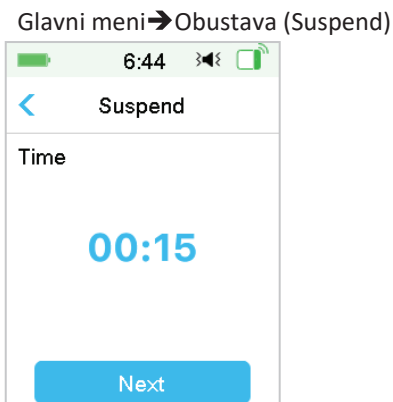 Glavni meni➔Obustava (Suspend)
6:44
Suspend
Time
00:15
Next